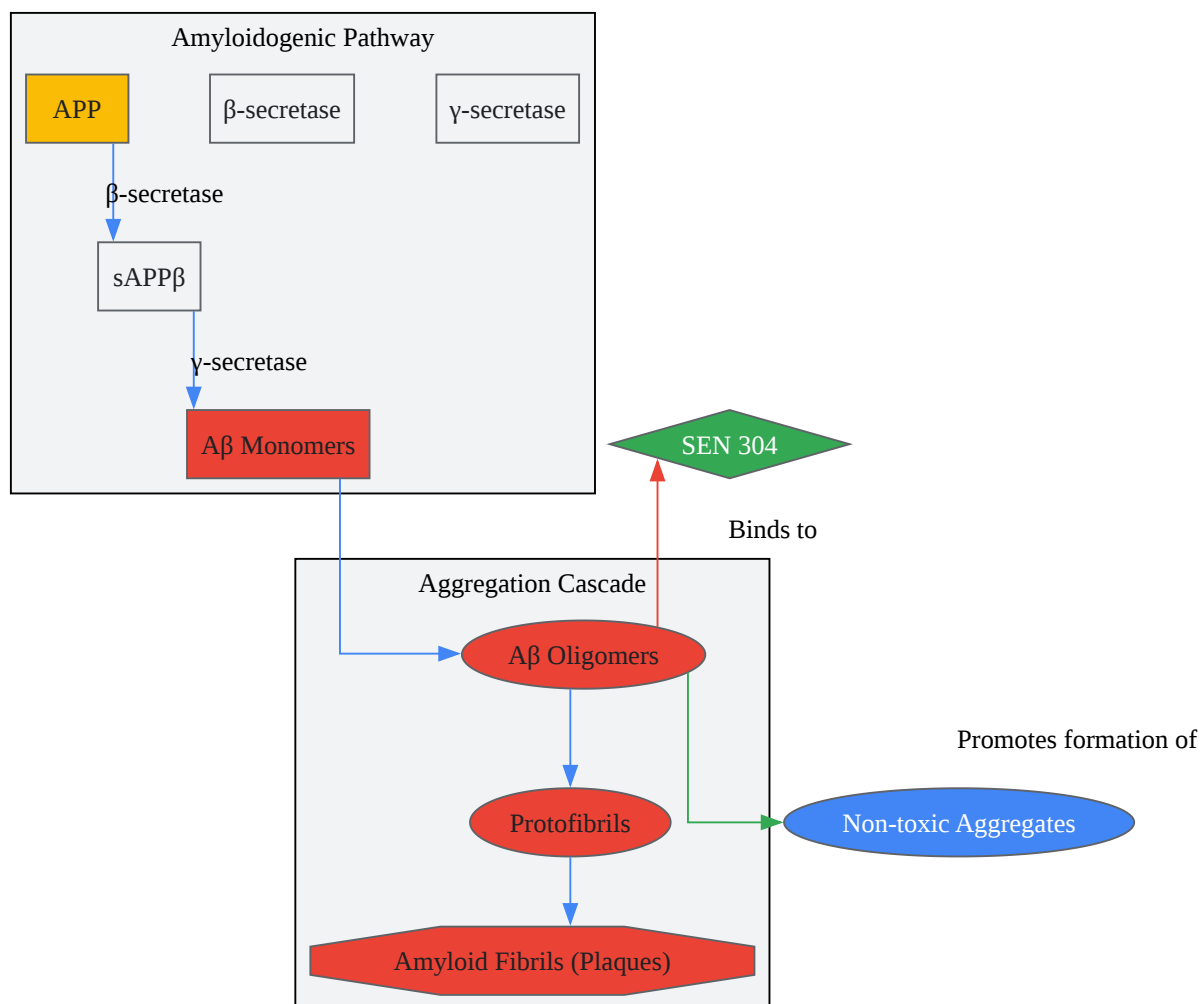 Amyloidogenic Pathway
APP
β-secretase
γ-secretase
β-secretase
sAPPβ
γ-secretase
Aβ Monomers
SEN 304
Binds to
Aggregation Cascade
Aβ Oligomers
Promotes formation of
Protofibrils
Non-toxic Aggregates
Amyloid Fibrils (Plaques)